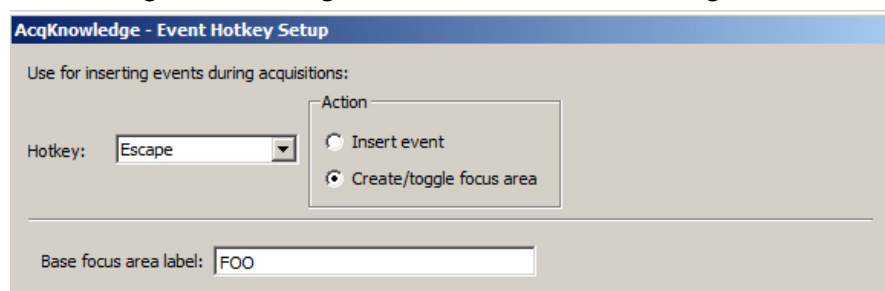 AcqKnowledge - Event Hotkey Setup
Use for inserting events during acquisitions:
Action
Insert event
Hotkey: Escape
Create/toggle focus area
Base focus area label: FOO